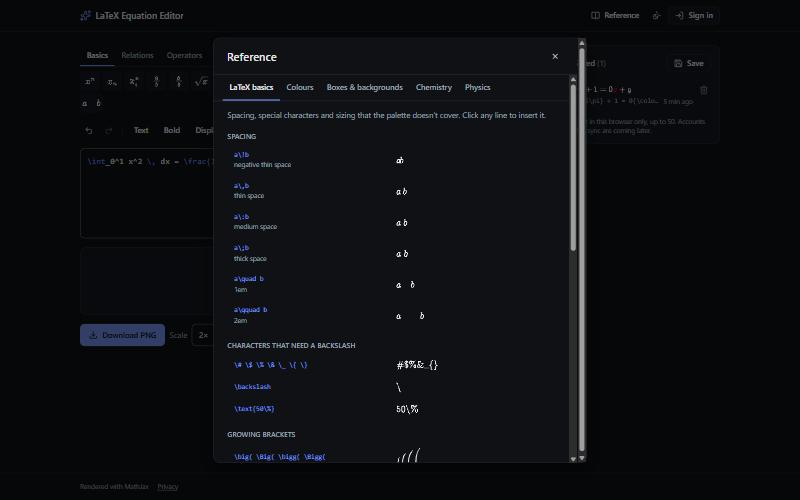 LaTeX Equation Editor
Reference
Sign in
Basics Relations Operators
Text Bold
\int_0^1 x^2 \, dx = \frac{
Download PNG Scale 2x
(1)
Save
5 min ago
in this browser only, up to 50. Accounts
sync are coming later.
Reference
LaTeX basics Colours Boxes & backgrounds Chemistry Physics
Spacing, special characters and sizing that the palette doesn't cover. Click any line to insert it.
SPACING
a\!b ab
negative thin space
a\,b a b
thin space
a\:b a b
medium space
a\;b a b
thick space
a\quad b a b
1em
a\qquad b a b
2em
CHARACTERS THAT NEED A BACKSLASH
\# \$ \% \& \_ \{ \} #$%&_{}
\backslash \
\text{50\%} 50\%
GROWING BRACKETS
\big( \Big( \bigg( \Bigg( ((((
Rendered with MathJax Privacy